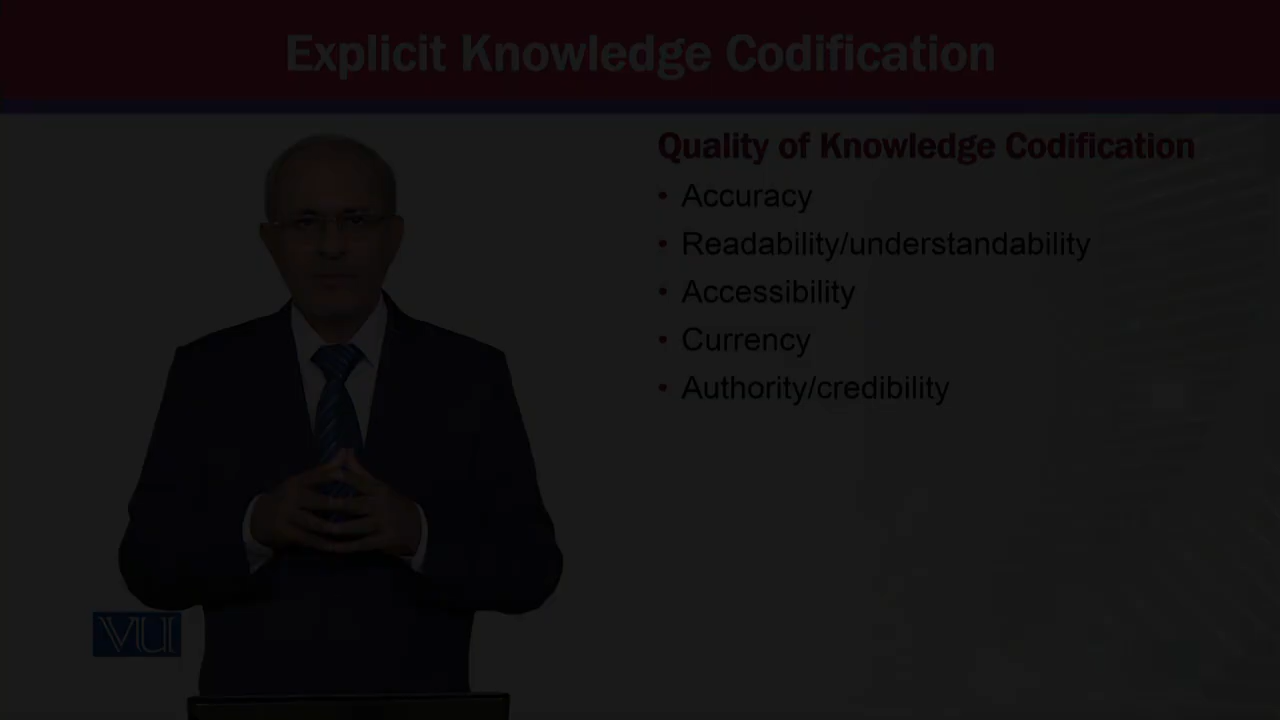 Explicit Knowledge Codification
Quality of Knowledge Codification
• Accuracy
• Readability/understandability
• Accessibility
• Currency
• Authority/credibility
VU